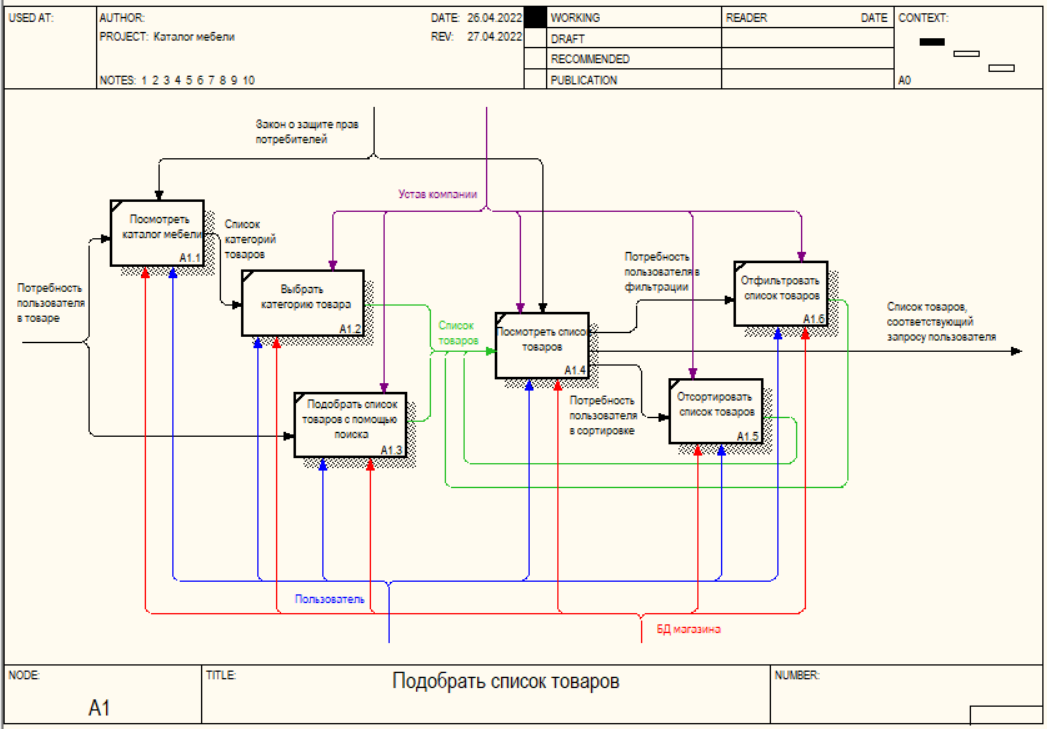 USED AT:
AUTHOR:
DATE: 26.04.2022
PROJECT: Каталог мебели
REV: 27.04.2022
NOTES: 1 2 3 4 5 6 7 8 9 10
WORKING
DRAFT
RECOMMENDED
PUBLICATION
READER
DATE
CONTEXT:
A0
Закон о защите прав
потребителей
Устав компании
Посмотреть
каталог мебели
A1.1
Список
категорий
товаров
Потребность
пользователя
в товаре
Выбрать
категорию товара
A1.2
Список
товаров
Подобрать список
товаров с помощью
поиска
A1.3
Посмотреть списо
товаров
A1.4
Потребность
пользователя в
фильтрации
Отфильтровать
список товаров
A1.6
Список товаров,
соответствующий
запросу пользователя
Потребность
пользователя
в сортировке
Отсортировать
список товаров
A1.5
Пользователь
БД магазина
NODE:
A1
TITLE:
Подобрать список товаров
NUMBER: